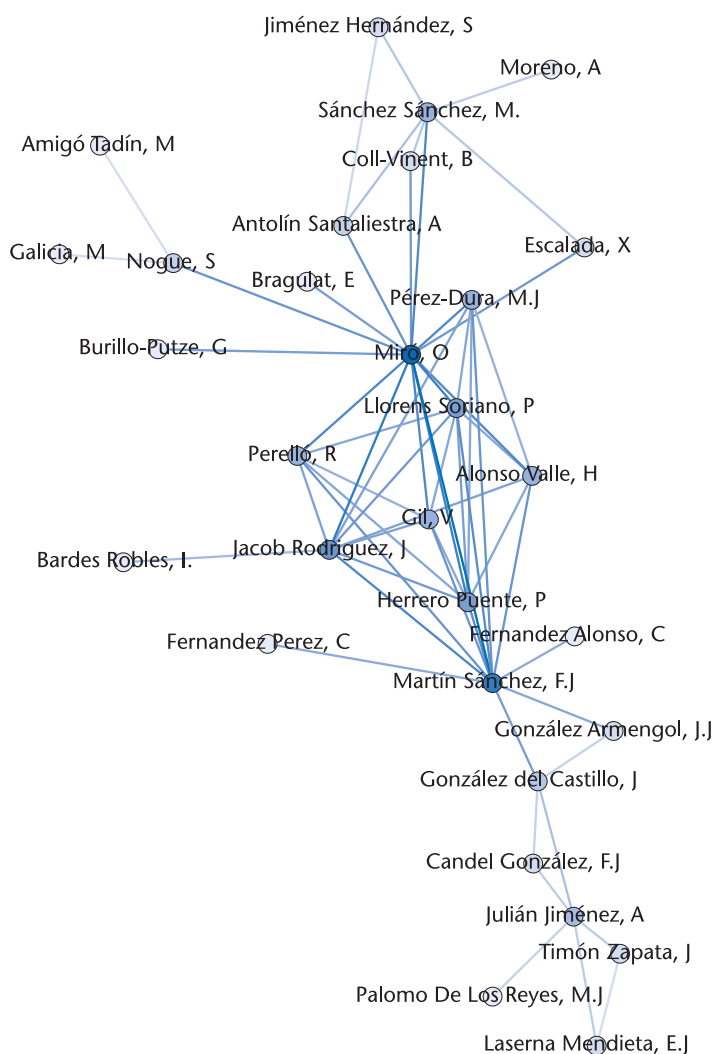 Jiménez Hernández, S
Moreno, A
Sánchez Sánchez, M.
Amigó Tadín, M
Coll-Vinent, B
Antolín Santaliestra, A
Escalada, X
Galicia, M
Nogue, S
Bragulat, E
Pérez-Dura, M.J
Burillo-Putze, G
Miró, O
Llorens Soriano, P
Perelló, R
Alonso Valle, H
Gil, V
Jacob Rodriguez, J
Bardes Robles, I.
Herrero Puente, P
Fernandez Perez, C
Fernandez Alonso, C
Martín Sánchez, F.J
González Armengol, J.J
González del Castillo, J
Candel González, F.J
Julián Jiménez, A
Timón Zapata, J
Palomo De Los Reyes, M.J
Laserna Mendieta, E.J